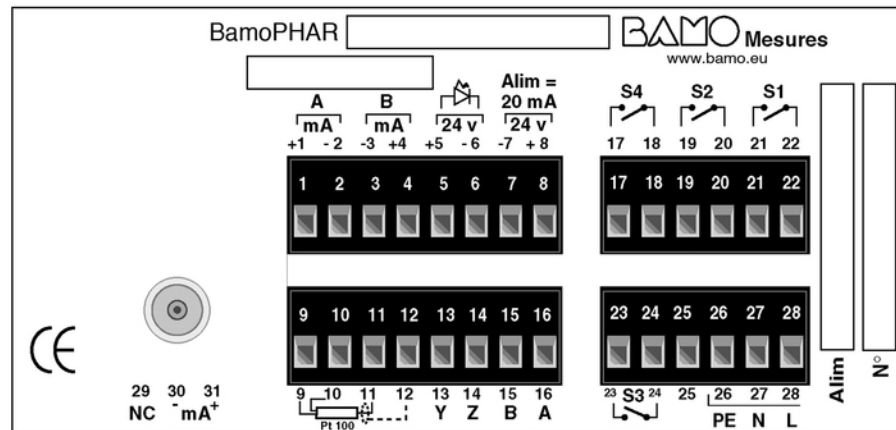 BamoPHAR BAMO Mesures
www.bamo.eu
A B Alim =
20 mA S4 S2 S1
mA mA 24 v 24 v
+1 - 2 -3 +4 +5 - 6 -7 + 8 17 18 19 20 21 22
1 2 3 4 5 6 7 8 17 18 19 20 21 22
9 10 11 12 13 14 15 16 23 24 25 26 27 28
CE
29 30 31 9 10 11 12 13 14 15 16 23 S3 24 25 26 27 28
NC - mA + Pt 100 Y Z B A PE N L
Alim
N°